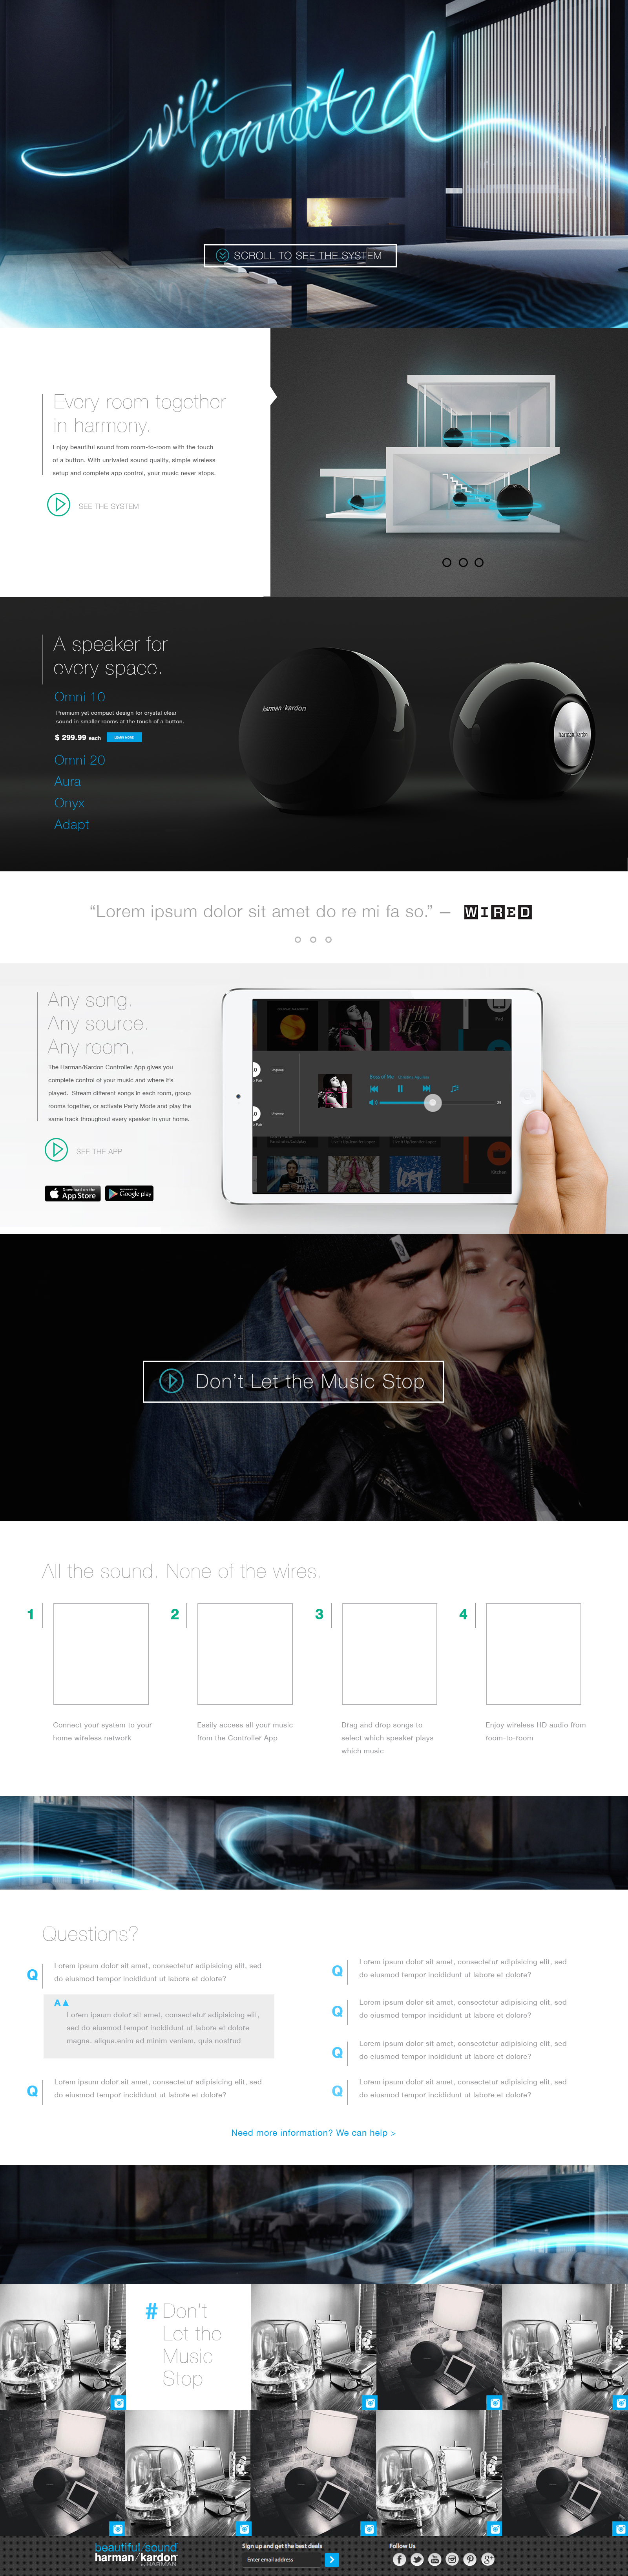 wifi connected
SCROLL TO SEE THE SYSTEM
Every room together
in harmony.
Enjoy beautiful sound from room-to-room with the touch
of a button. With unrivaled sound quality, simple wireless
setup and complete app control, your music never stops.
SEE THE SYSTEM
A speaker for
every space.
Omni 10
Premium yet compact design for crystal clear
sound in smaller rooms at the touch of a button.
$ 299.99 each
LEARN MORE
Omni 20
Aura
Onyx
Adapt
harman kardon
harman kardon
“Lorem ipsum dolor sit amet do re mi fa so.” — WIRED
Any song.
Any source.
Any room.
The Harman/Kardon Controller App gives you
complete control of your music and where it's
played. Stream different songs in each room, group
rooms together, or activate Party Mode and play the
same track throughout every speaker in your home.
SEE THE APP
Download on the
App Store
Google play
Don't Let the Music Stop
All the sound. None of the wires.
1
2
3
4
Connect your system to your
home wireless network
Easily access all your music
from the Controller App
Drag and drop songs to
select which speaker plays
which music
Enjoy wireless HD audio from
room-to-room
Questions?
Q
Lorem ipsum dolor sit amet, consectetur adipisicing elit, sed
do eiusmod tempor incididunt ut labore et dolore?
A
Lorem ipsum dolor sit amet, consectetur adipisicing elit,
sed do eiusmod tempor incididunt ut labore et dolore
magna. aliqua.enim ad minim veniam, quis nostrud
Q
Lorem ipsum dolor sit amet, consectetur adipisicing elit, sed
do eiusmod tempor incididunt ut labore et dolore?
Q
Lorem ipsum dolor sit amet, consectetur adipisicing elit, sed
do eiusmod tempor incididunt ut labore et dolore?
Q
Lorem ipsum dolor sit amet, consectetur adipisicing elit, sed
do eiusmod tempor incididunt ut labore et dolore?
Q
Lorem ipsum dolor sit amet, consectetur adipisicing elit, sed
do eiusmod tempor incididunt ut labore et dolore?
Q
Lorem ipsum dolor sit amet, consectetur adipisicing elit, sed
do eiusmod tempor incididunt ut labore et dolore?
Need more information? We can help >
# Don't
Let the
Music
Stop
beautiful/sound
harman/kardon
by HARMAN
Sign up and get the best deals
Enter email address
Follow Us